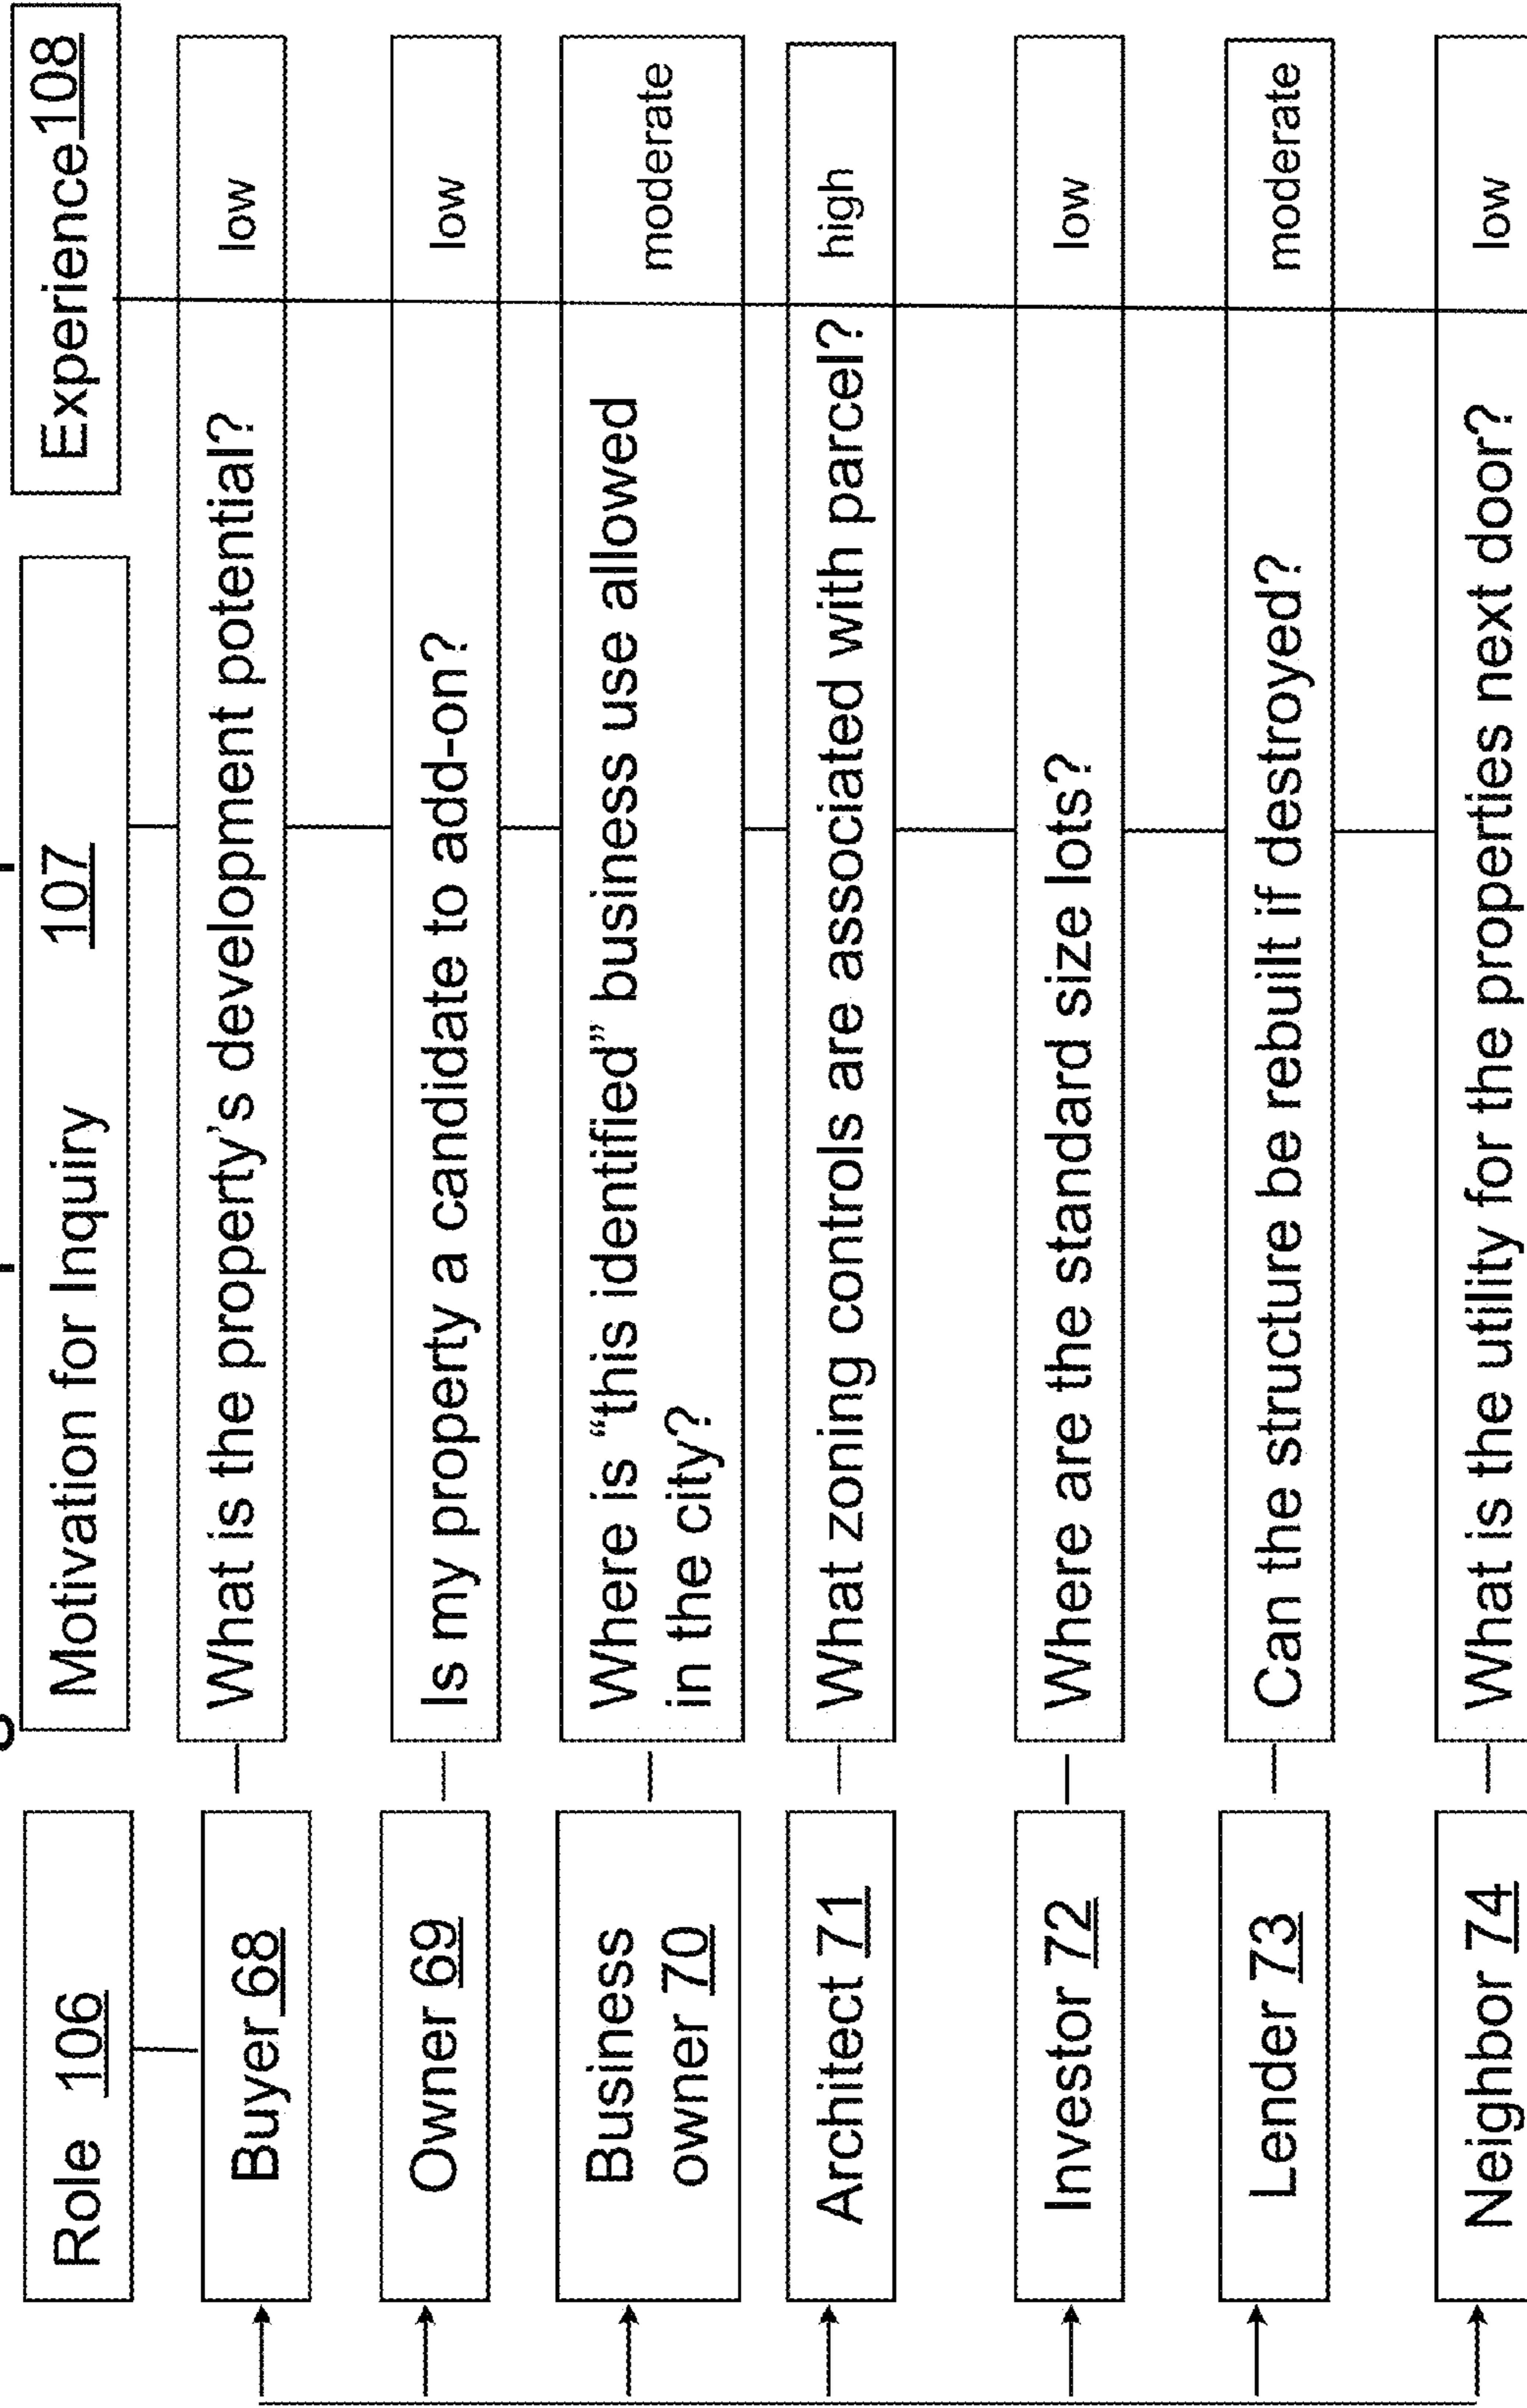 Role 106
Motivation for Inquiry 107
Experience 108
Buyer 68
What is the property's development potential?
low
Owner 69
Is my property a candidate to add-on?
low
Business
owner 70
Where is “this identified” business use allowed
in the city?
moderate
Architect 71
What zoning controls are associated with parcel?
high
Investor 72
Where are the standard size lots?
low
Lender 73
Can the structure be rebuilt if destroyed?
moderate
Neighbor 74
What is the utility for the properties next door?
low